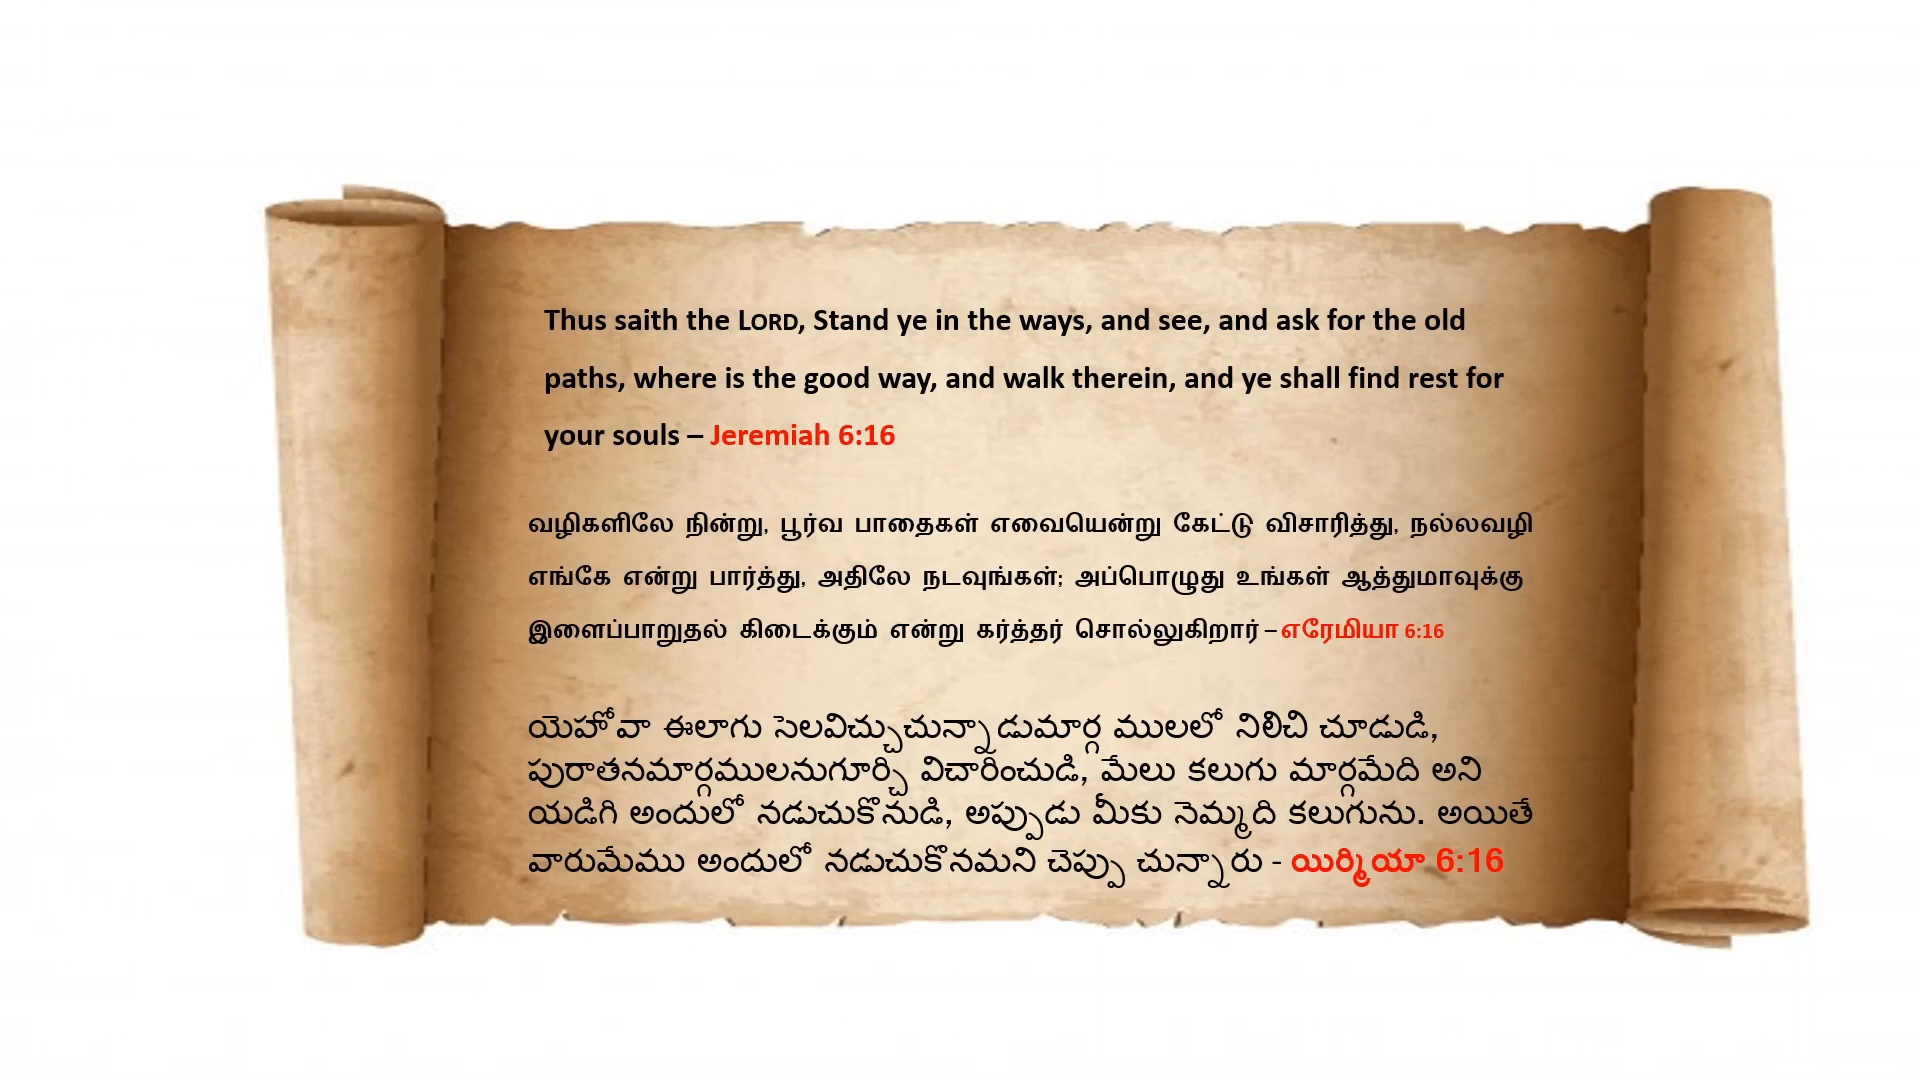 Thus saith the LORD, Stand ye in the ways, and see, and ask for the old
paths, where is the good way, and walk therein, and ye shall find rest for
your souls – Jeremiah 6:16
வழிகளிலே நின்று, பூர்வ பாதைகள் எவையென்று கேட்டு விசாரித்து, நல்லவழி
எங்கே என்று பார்த்து, அதிலே நடவுங்கள்; அப்பொழுது உங்கள் ஆத்துமாவுக்கு
இளைப்பாறுதல் கிடைக்கும் என்று கர்த்தர் சொல்லுகிறார் – எரேமியா 6:16
యెహోవా ఈలాగు సెలవిచ్చుచున్నాడుమార్గ ములలో నిలిచి చూడుడి,
పురాతనమార్గములనుగూర్చి విచారించుడి, మేలు కలుగు మార్గమేది అని
యడిగి అందులో నడుచుకొనుడి, అప్పుడు మీకు నెమ్మది కలుగును. అయితే
వారుమేము అందులో నడుచుకొనమని చెప్పు చున్నారు - యిర్మియా 6:16